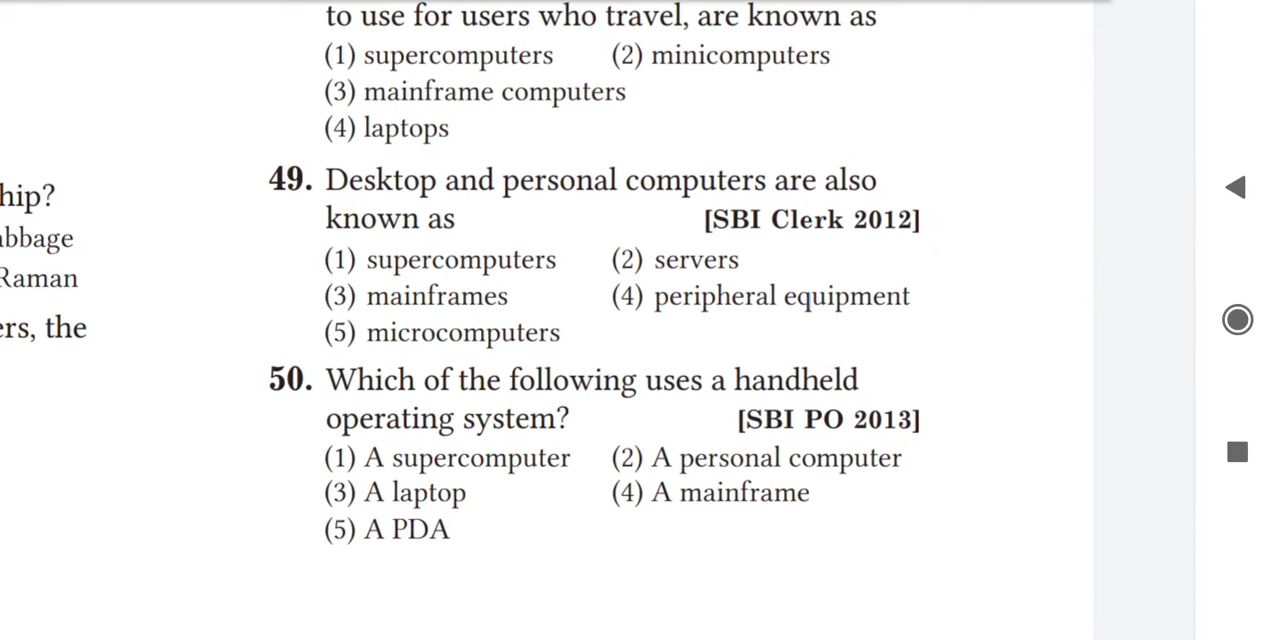 to use for users who travel, are known as
(1) supercomputers (2) minicomputers
(3) mainframe computers
(4) laptops
49. Desktop and personal computers are also
known as [SBI Clerk 2012]
(1) supercomputers (2) servers
(3) mainframes (4) peripheral equipment
(5) microcomputers
50. Which of the following uses a handheld
operating system? [SBI PO 2013]
(1) A supercomputer (2) A personal computer
(3) A laptop (4) A mainframe
(5) A PDA
hip?
bbage
Raman
ers, the